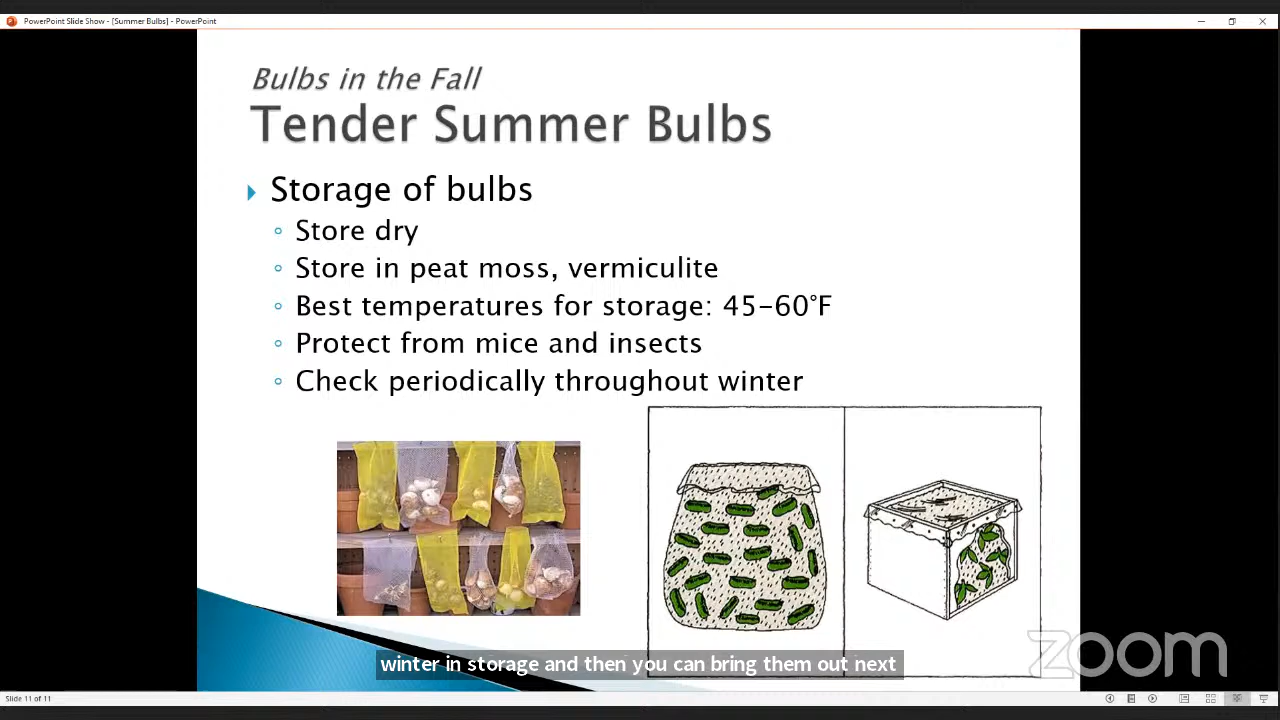 PowerPoint Slide Show - [Summer Bulbs] - PowerPoint
Bulbs in the Fall
Tender Summer Bulbs
Storage of bulbs
Store dry
Store in peat moss, vermiculite
Best temperatures for storage: 45-60°F
Protect from mice and insects
Check periodically throughout winter
winter in storage and then you can bring them out next
zoom
Slide 11 of 11